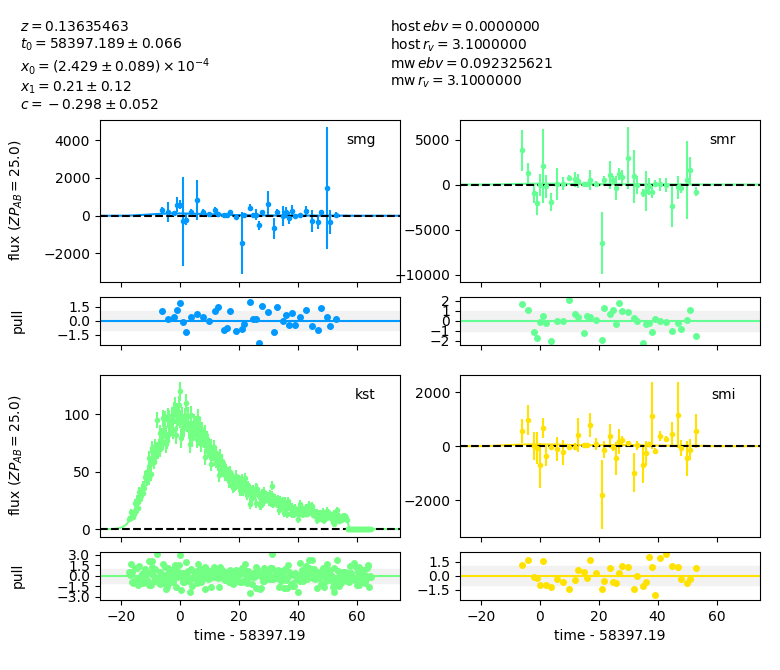 z = 0.13635463
t₀ = 58397.189 ± 0.066
x₀ = (2.429 ± 0.089) × 10⁻⁴
x₁ = 0.21 ± 0.12
c = −0.298 ± 0.052
host ebv = 0.0000000
host r_v = 3.1000000
mw ebv = 0.092325621
mw r_v = 3.1000000
smg
4000
2000
0
−2000
flux (ZP_AB = 25.0)
smr
5000
0
−5000
−10000
1.5
0.0
−1.5
pull
2
1
0
−1
−2
kst
100
50
0
flux (ZP_AB = 25.0)
smi
2000
0
−2000
3.0
1.5
0.0
−1.5
−3.0
pull
−20 0 20 40 60
time - 58397.19
1.5
0.0
−1.5
−20 0 20 40 60
time - 58397.19